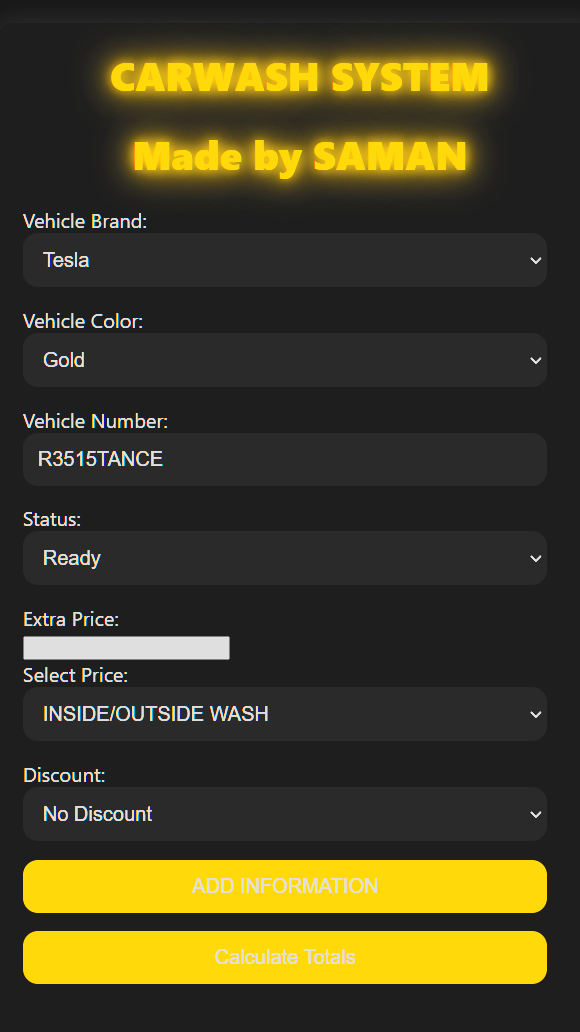 CARWASH SYSTEM
Made by SAMAN
Vehicle Brand:
Tesla
Vehicle Color:
Gold
Vehicle Number:
R3515TANCE
Status:
Ready
Extra Price:
Select Price:
INSIDE/OUTSIDE WASH
Discount:
No Discount
ADD INFORMATION
Calculate Totals